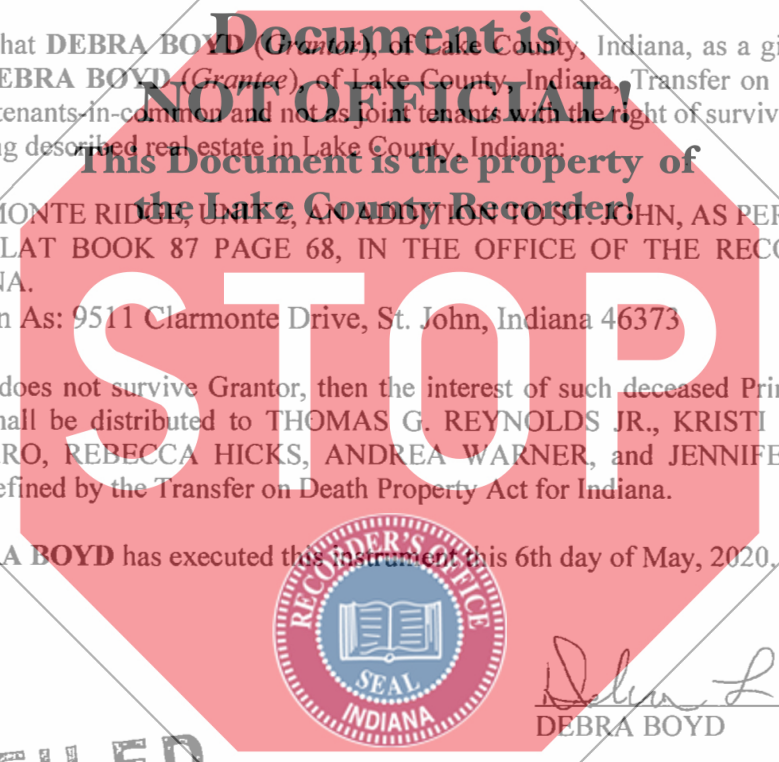 Document is
NOT OFFICIAL!
This Document is the property of
the Lake County Recorder!
STOP
hat DEBRA BOYD (Grantor), of Lake County, Indiana, as a gi
EBRA BOYD (Grantee), of Lake County, Indiana, Transfer on
tenants-in-common and not as joint tenants with the right of surviv
g described real estate in Lake County, Indiana:
MONTE RIDGE, UNIT 2, AN ADDITION TO ST. JOHN, AS PER
LAT BOOK 87 PAGE 68, IN THE OFFICE OF THE RECO
NA.
n As: 9511 Clarmonte Drive, St. John, Indiana 46373
does not survive Grantor, then the interest of such deceased Pri
hall be distributed to THOMAS G. REYNOLDS JR., KRISTI
RO, REBECCA HICKS, ANDREA WARNER, and JENNIFE
efined by the Transfer on Death Property Act for Indiana.
A BOYD has executed this instrument this 6th day of May, 2020.
RECORDER'S OFFICE
SEAL
INDIANA
DEBRA BOYD
FILED